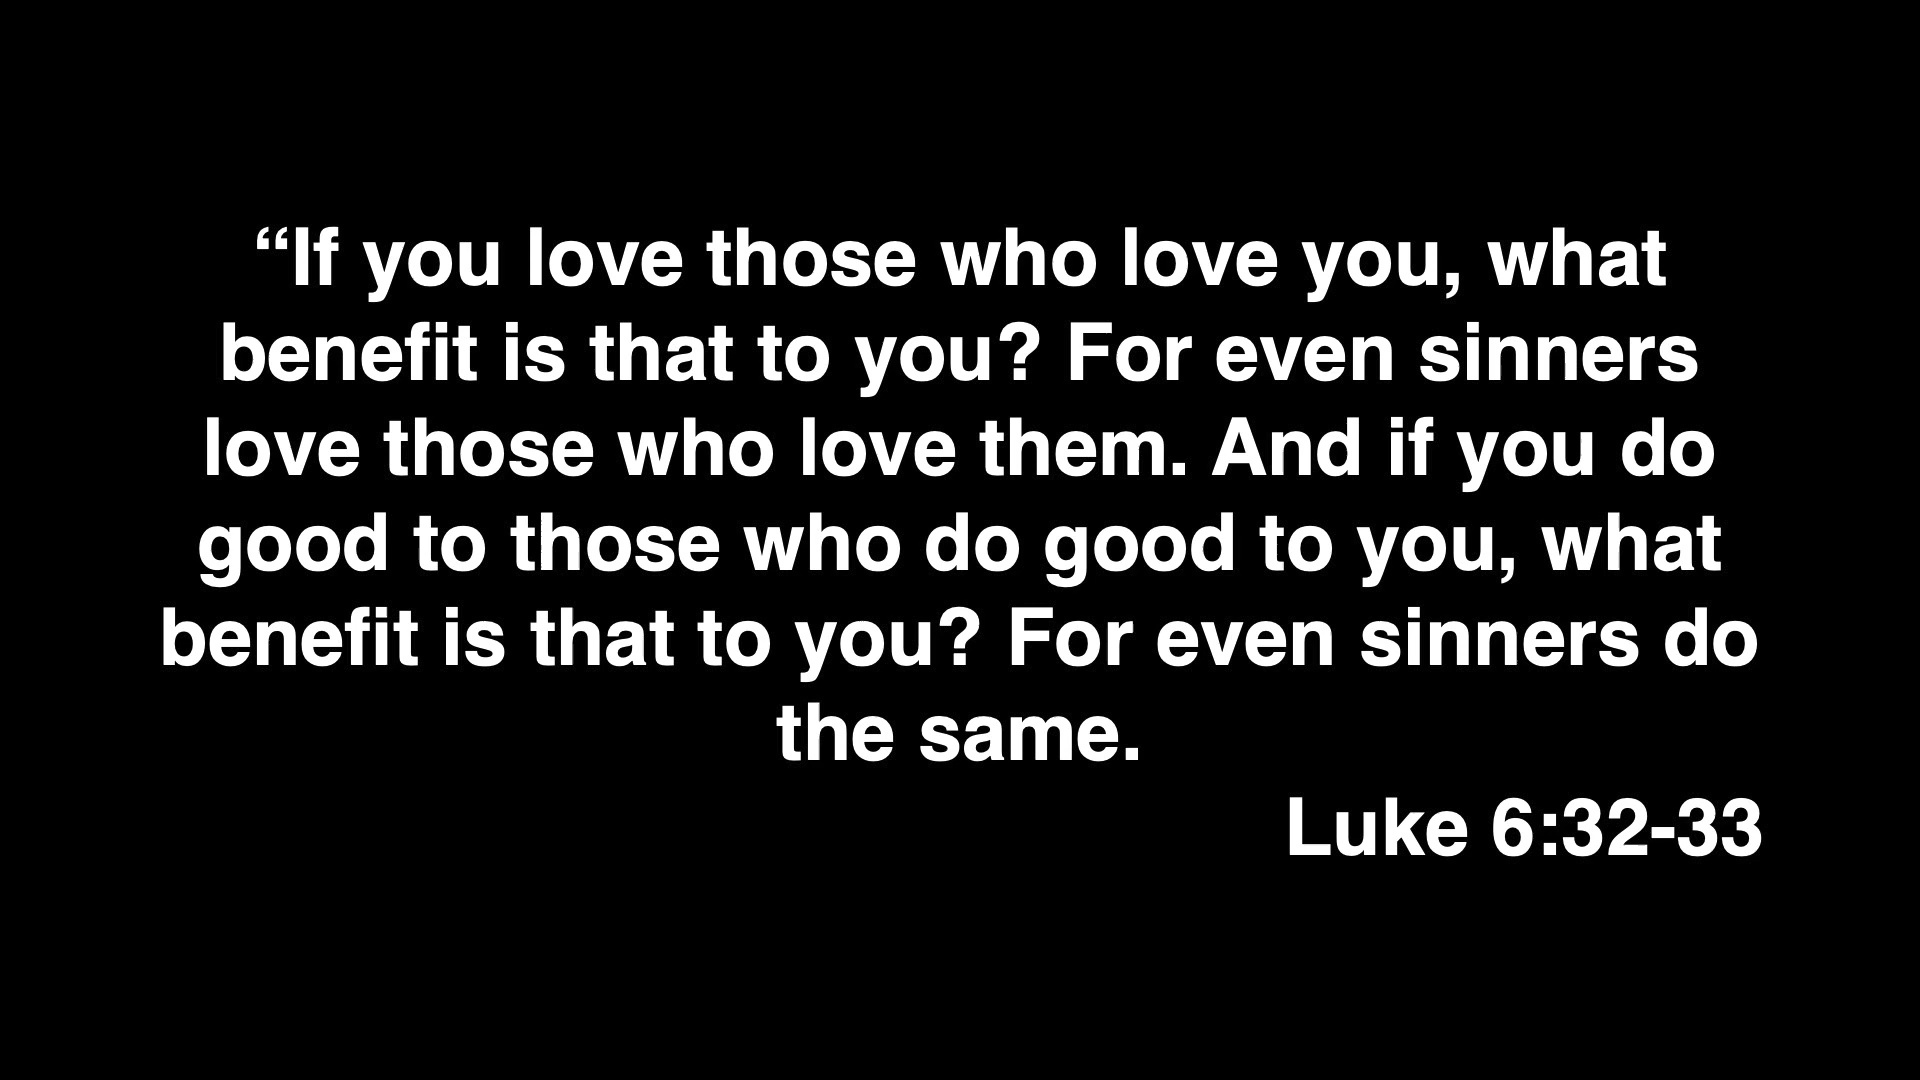 “If you love those who love you, what
benefit is that to you? For even sinners
love those who love them. And if you do
good to those who do good to you, what
benefit is that to you? For even sinners do
the same.
Luke 6:32-33